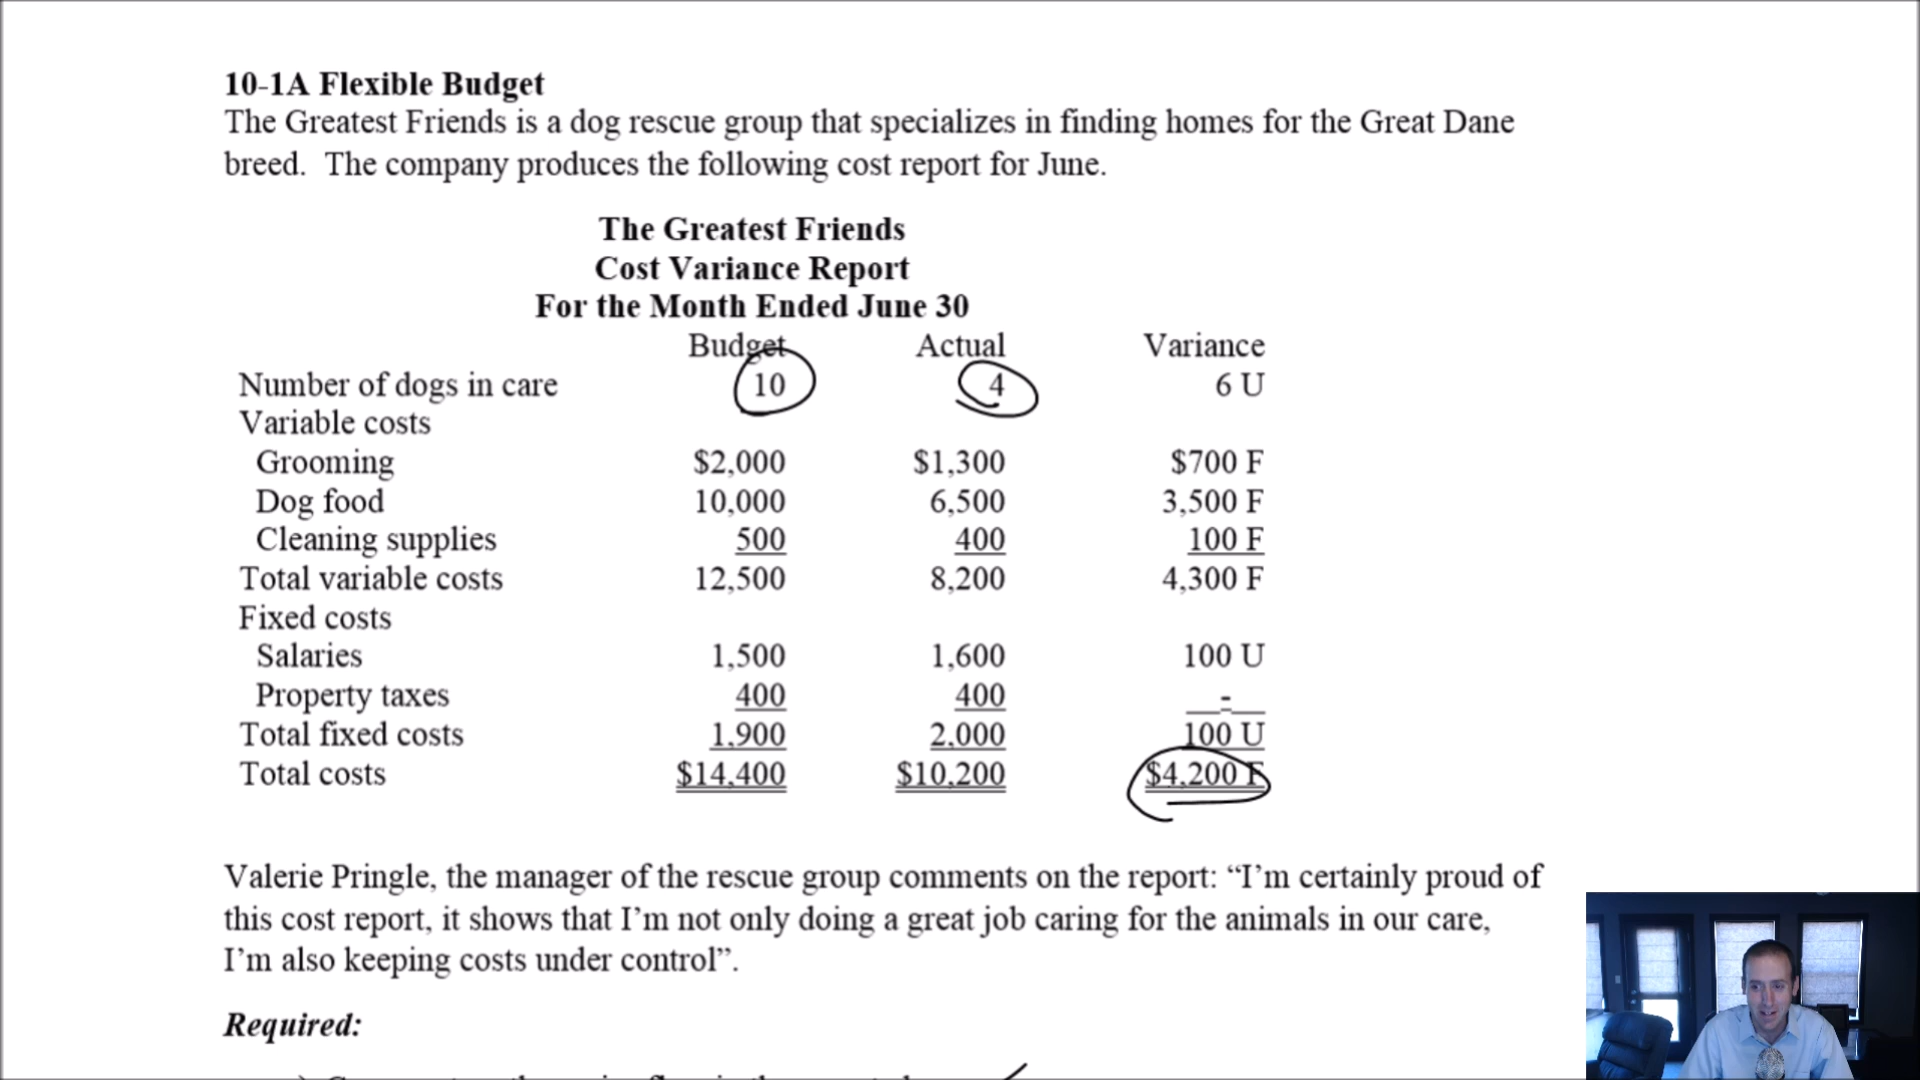 10-1A Flexible Budget
The Greatest Friends is a dog rescue group that specializes in finding homes for the Great Dane
breed. The company produces the following cost report for June.
The Greatest Friends
Cost Variance Report
For the Month Ended June 30
Budget Actual Variance
Number of dogs in care 10 4 6 U
Variable costs
Grooming $2,000 $1,300 $700 F
Dog food 10,000 6,500 3,500 F
Cleaning supplies 500 400 100 F
Total variable costs 12,500 8,200 4,300 F
Fixed costs
Salaries 1,500 1,600 100 U
Property taxes 400 400 -
Total fixed costs 1,900 2,000 100 U
Total costs $14,400 $10,200 $4,200 F
Valerie Pringle, the manager of the rescue group comments on the report: “I’m certainly proud of
this cost report, it shows that I’m not only doing a great job caring for the animals in our care,
I’m also keeping costs under control”.
Required: